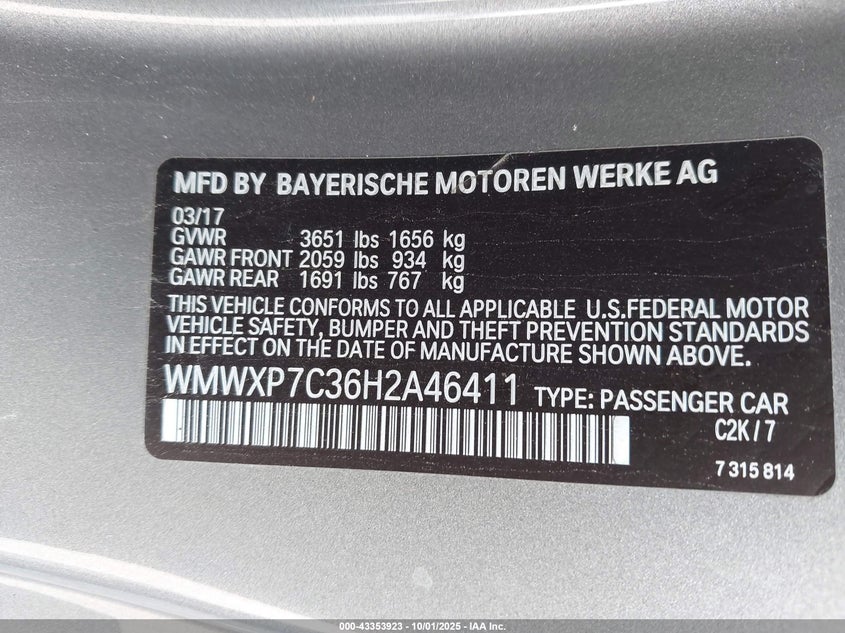 MFD BY BAYERISCHE MOTOREN WERKE AG
03/17
GVWR 3651 lbs 1656 kg
GAWR FRONT 2059 lbs 934 kg
GAWR REAR 1691 lbs 767 kg
THIS VEHICLE CONFORMS TO ALL APPLICABLE U.S.FEDERAL MOTOR
VEHICLE SAFETY, BUMPER AND THEFT PREVENTION STANDARDS
IN EFFECT ON THE DATE OF MANUFACTURE SHOWN ABOVE.
WMWXP7C36H2A46411 TYPE: PASSENGER CAR
C2K / 7
7 315 814
000-43353923 - 10/01/2025 - IAA Inc.